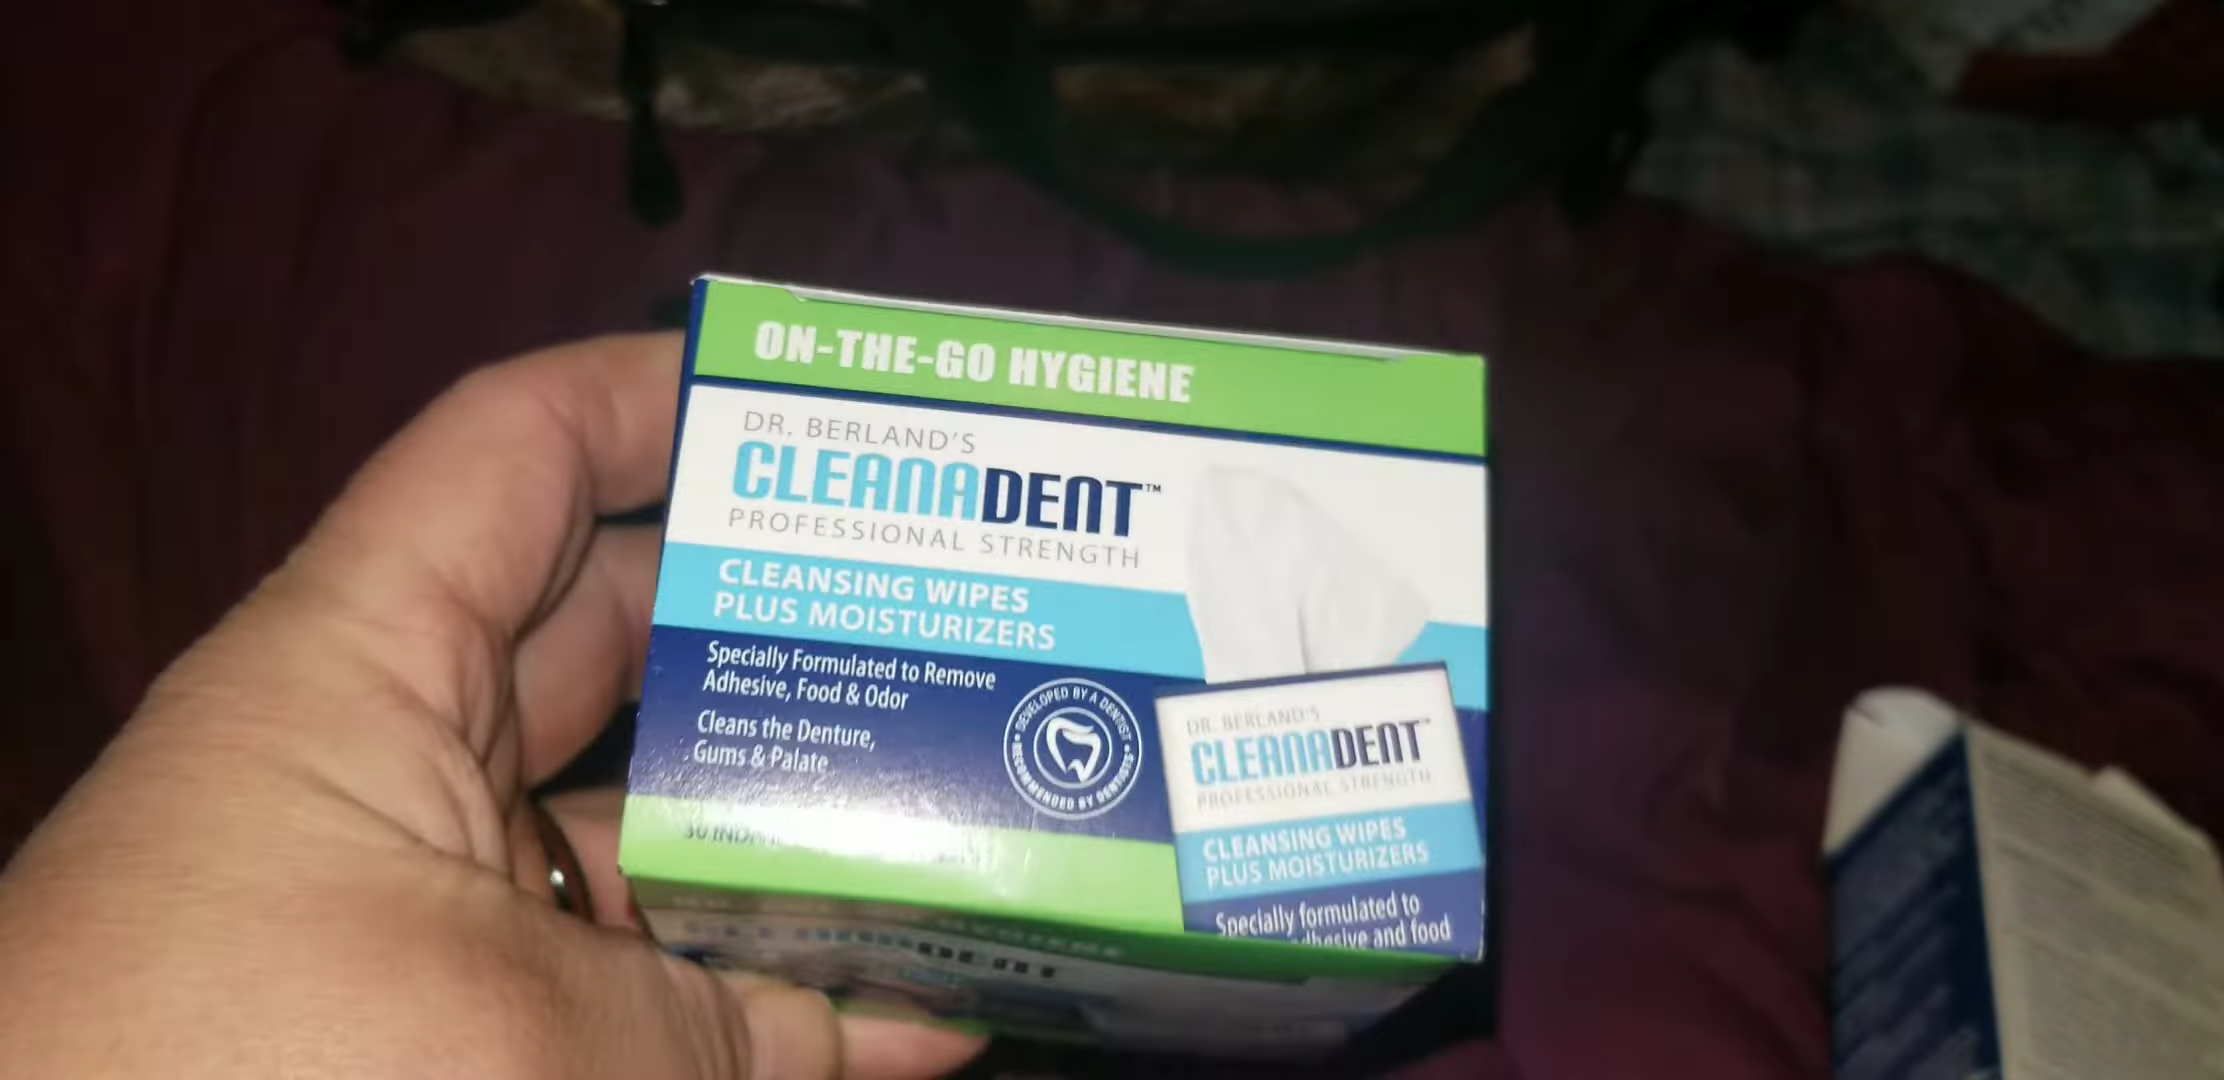 ON-THE-GO HYGIENE
DR. BERLAND'S
CLEANADENT™
PROFESSIONAL STRENGTH
CLEANSING WIPES
PLUS MOISTURIZERS
Specially Formulated to Remove
Adhesive, Food & Odor
Cleans the Denture,
Gums & Palate
DEVELOPED BY A DENTIST
RECOMMENDED BY DENTISTS
30
DR. BERLAND'S
CLEANADENT
PROFESSIONAL STRENGTH
CLEANSING WIPES
PLUS MOISTURIZERS
Specially formulated to
and food